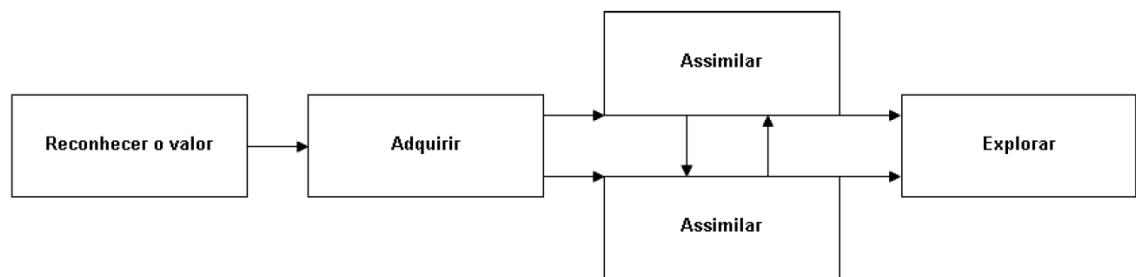 Assimilar
Reconhecer o valor
Adquirir
Explorar
Assimilar